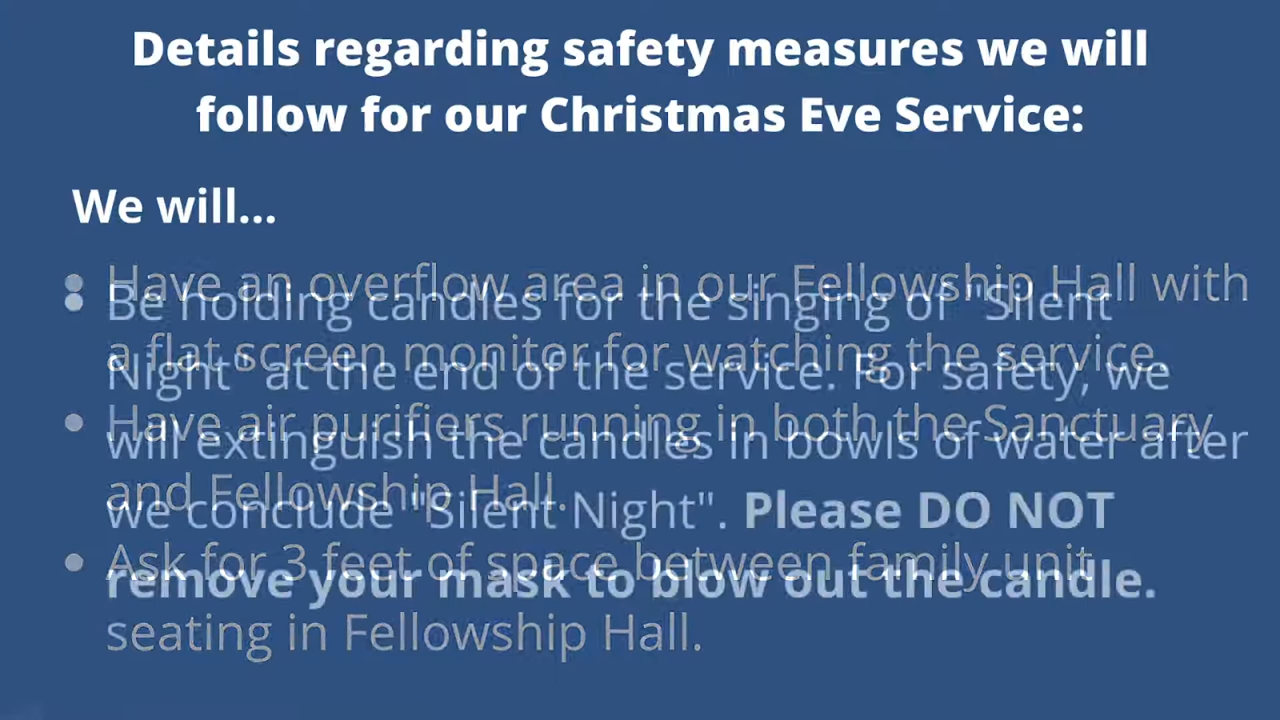 Details regarding safety measures we will
follow for our Christmas Eve Service:
We will...
• Have an overflow area in our Fellowship Hall with
a flat screen monitor for watching the service.
• Have air purifiers running in both the Sanctuary
and Fellowship Hall.
• Ask for 3 feet of space between family unit
seating in Fellowship Hall.
• Be holding candles for the singing of "Silent
Night" at the end of the service. For safety, we
will extinguish the candles in bowls of water after
we conclude "Silent Night". Please DO NOT
remove your mask to blow out the candle.